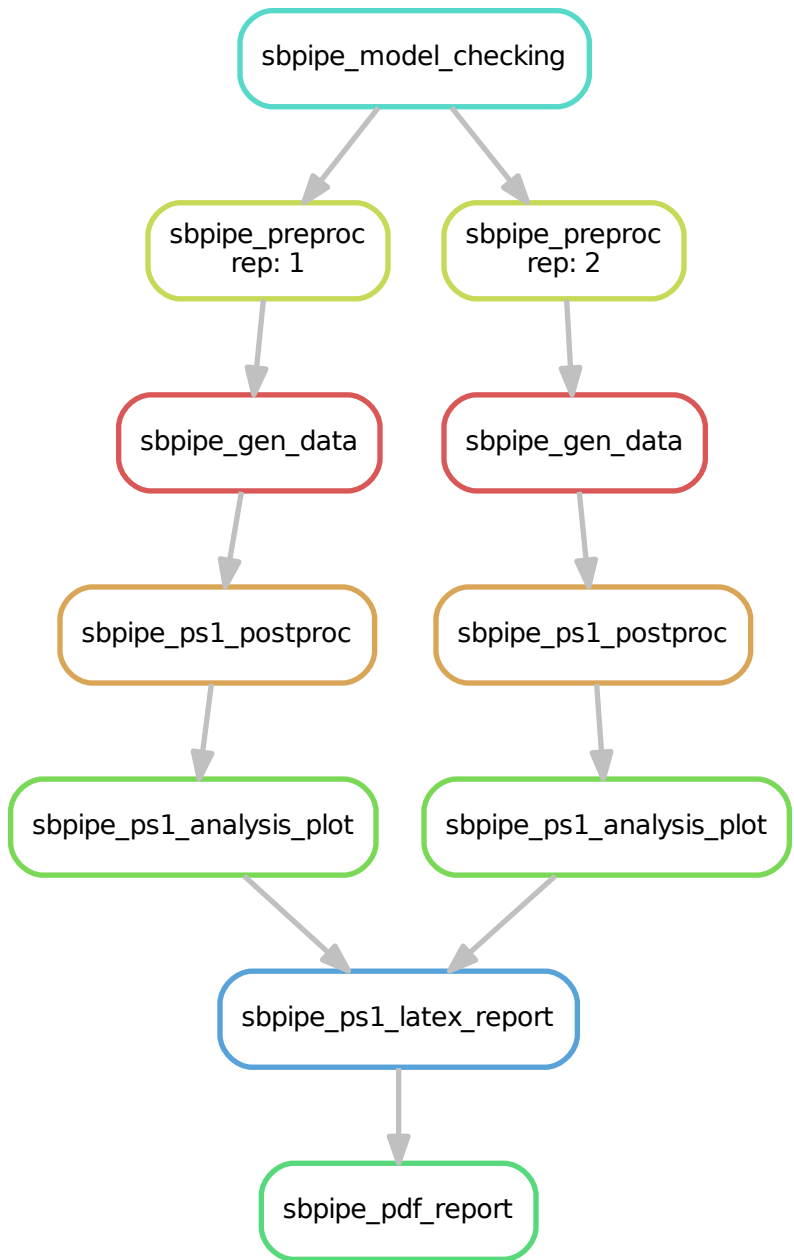 sbpipe_model_checking
sbpipe_preproc
rep: 1
sbpipe_preproc
rep: 2
sbpipe_gen_data
sbpipe_gen_data
sbpipe_ps1_postproc
sbpipe_ps1_postproc
sbpipe_ps1_analysis_plot
sbpipe_ps1_analysis_plot
sbpipe_ps1_latex_report
sbpipe_pdf_report